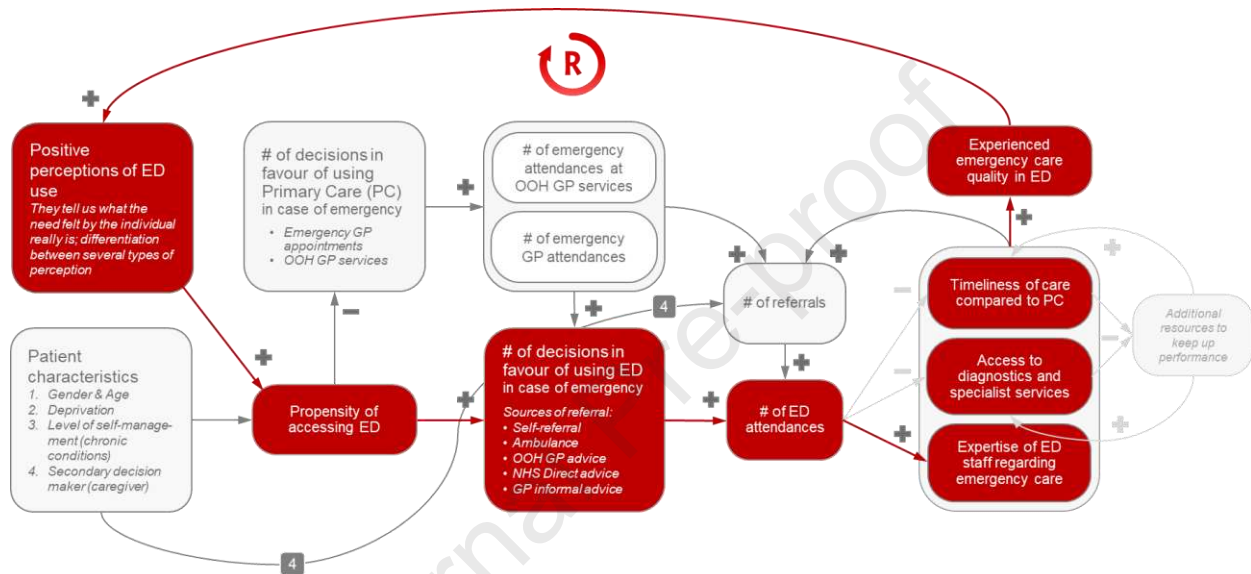 R
Positive
perceptions of ED
use
They tell us what the
need felt by the individual
really is; differentiation
between several types of
perception
# of decisions in
favour of using
Primary Care (PC)
in case of emergency
• Emergency GP
appointments
• OOH GP services
# of emergency
attendances at
OOH GP services
# of emergency
GP attendances
Experienced
emergency care
quality in ED
# of referrals
Timeliness of care
compared to PC
Access to
diagnostics and
specialist services
Expertise of ED
staff regarding
emergency care
Additional
resources to
keep up
performance
Patient
characteristics
1. Gender & Age
2. Deprivation
3. Level of self-manage-
ment (chronic
conditions)
4. Secondary decision
maker (caregiver)
Propensity of
accessing ED
# of decisions in
favour of using ED
in case of emergency
Sources of referral:
• Self-referral
• Ambulance
• OOH GP advice
• NHS Direct advice
• GP informal advice
# of ED
attendances
4
4
rnal Pre-proof